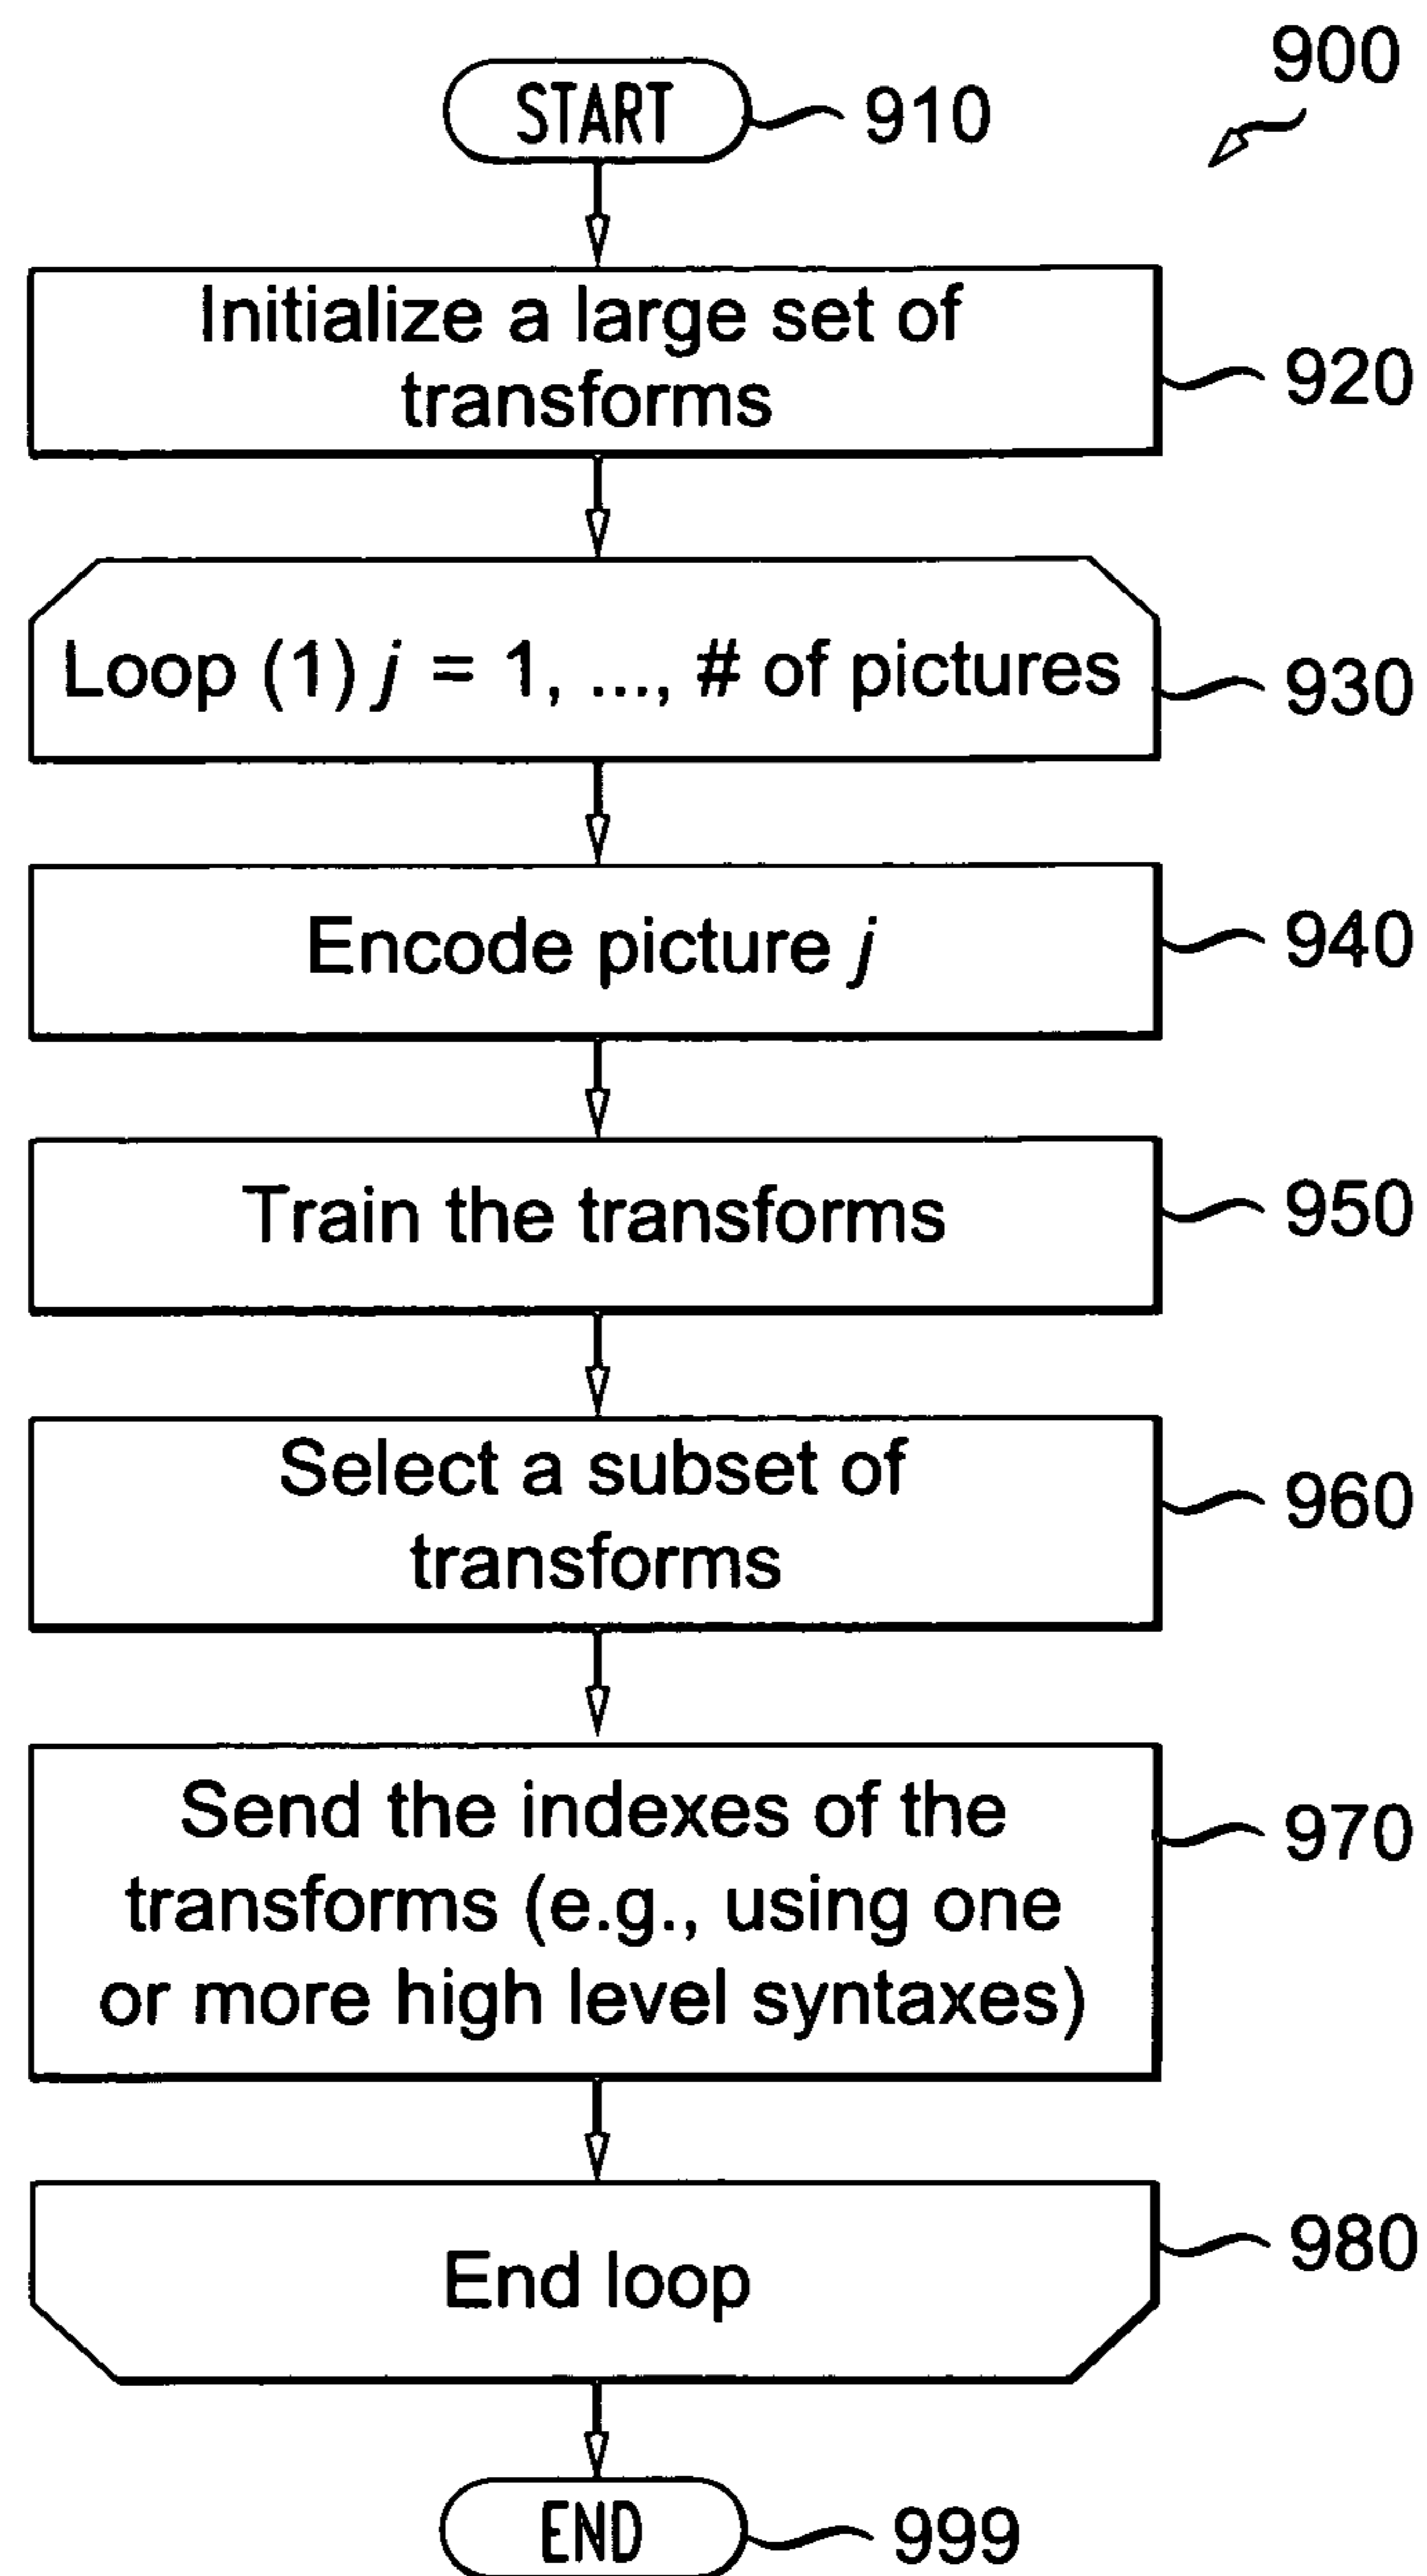 900
START
910
Initialize a large set of
transforms
920
Loop (1) j = 1, ..., # of pictures
930
Encode picture j
940
Train the transforms
950
Select a subset of
transforms
960
Send the indexes of the
transforms (e.g., using one
or more high level syntaxes)
970
End loop
980
END
999